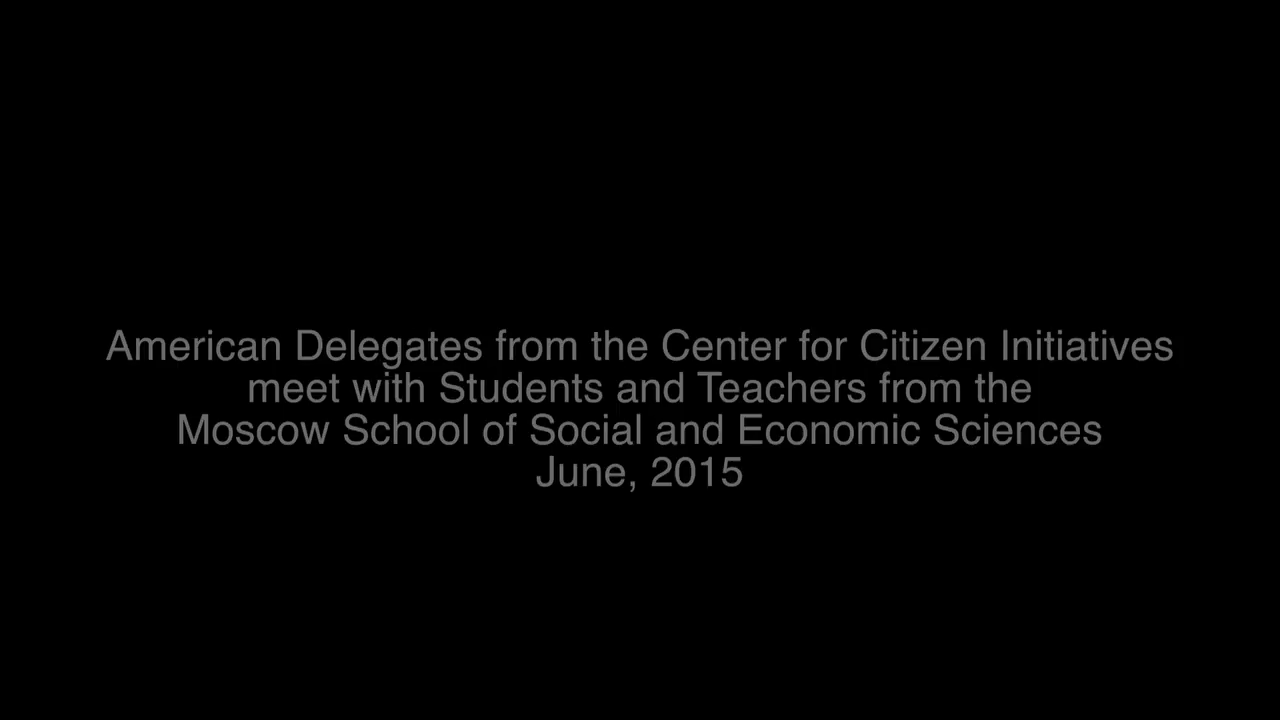 American Delegates from the Center for Citizen Initiatives
meet with Students and Teachers from the
Moscow School of Social and Economic Sciences
June, 2015